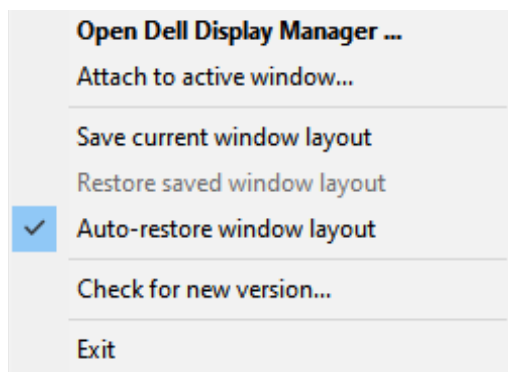 Open Dell Display Manager ...
Attach to active window...
Save current window layout
Restore saved window layout
Auto-restore window layout
Check for new version...
Exit